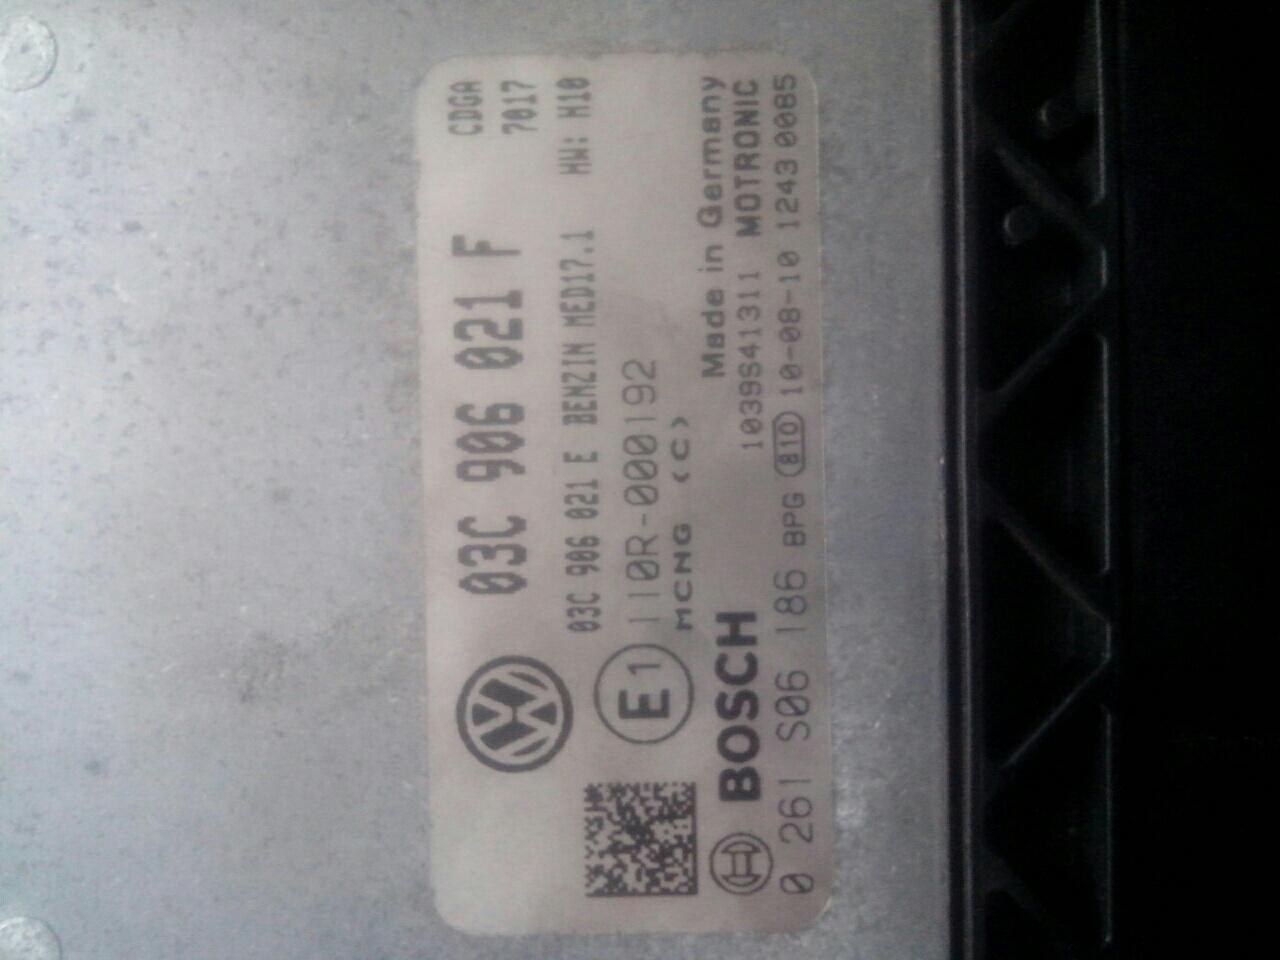 03C 906 021 F CDGA
7017
03C 906 021 E BENZIN MED17.1 HW: H10
E1 110R-000192
MCNG (C)
Made in Germany
BOSCH 1039S41311 MOTRONIC
0 261 S06 186 BPG 810 10-08-10 1243 0085